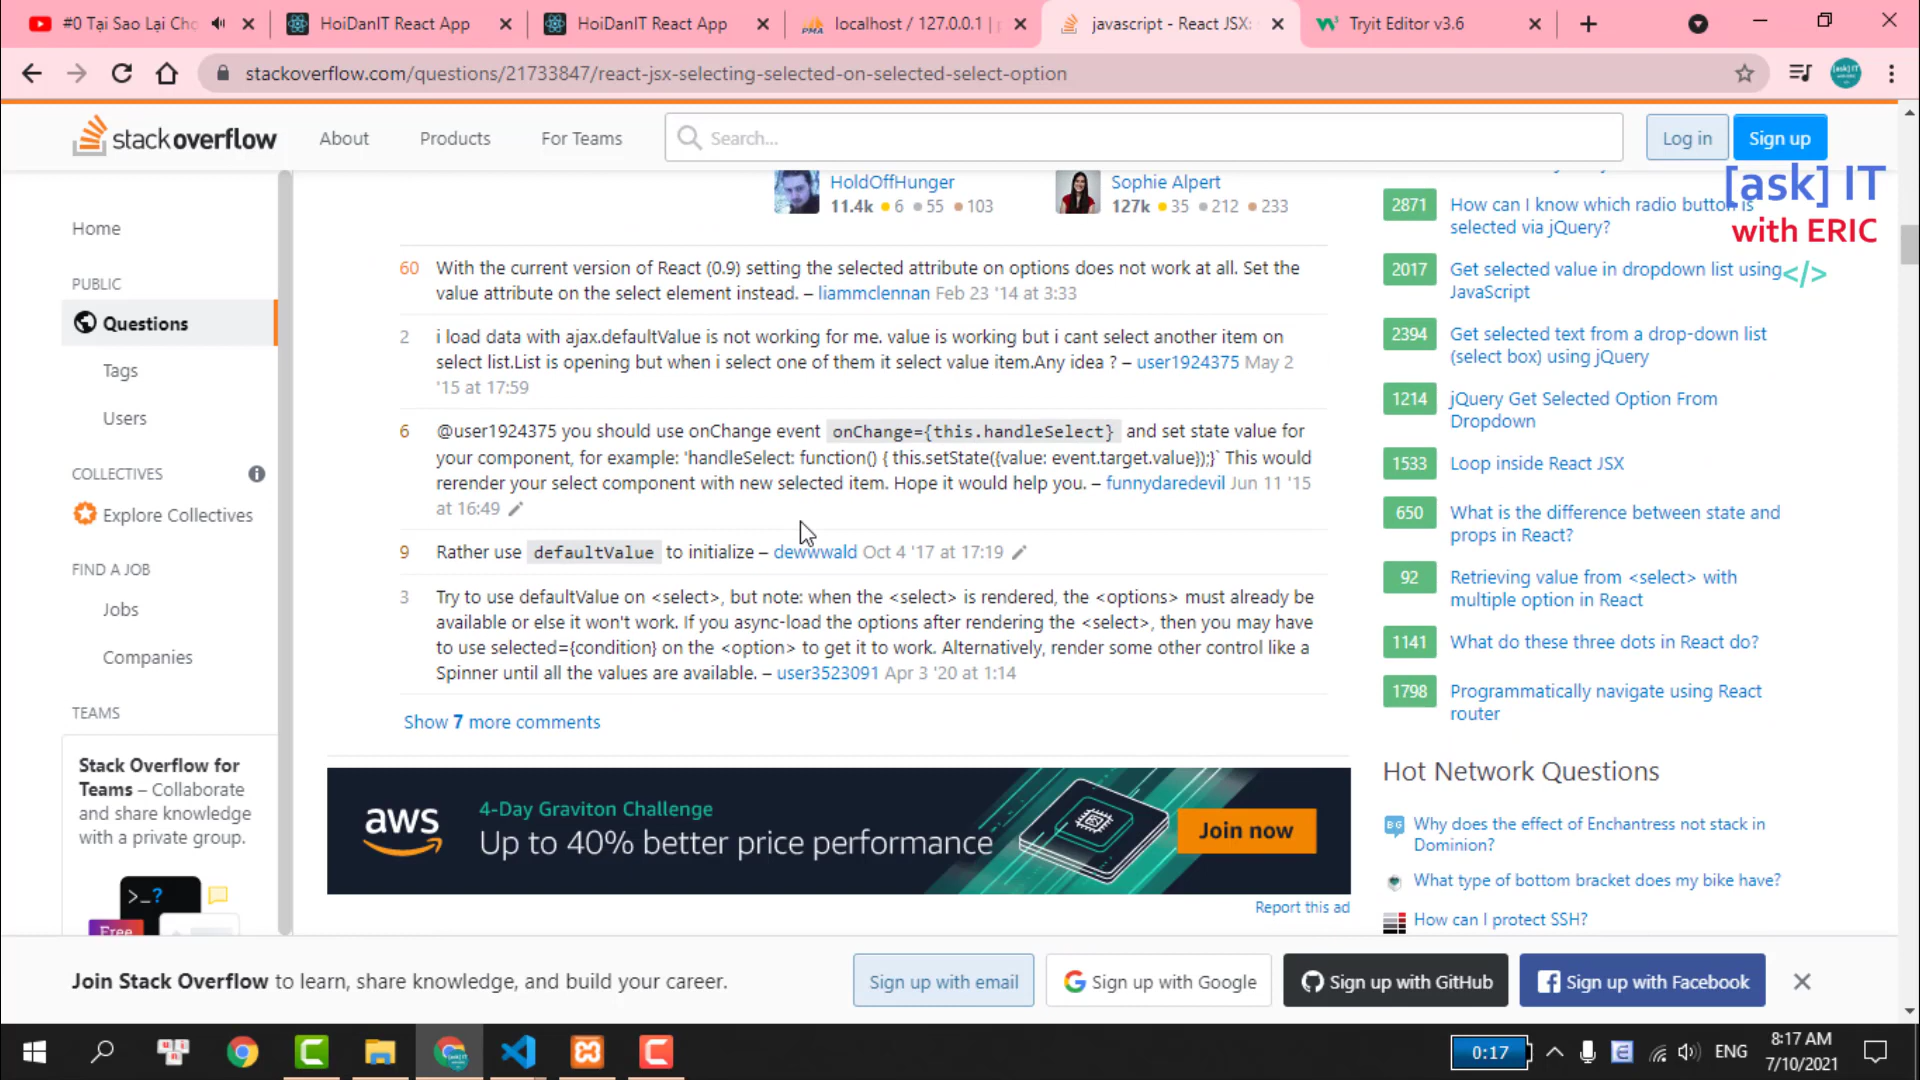 #0 Tại Sao Lại Cho
HoiDanIT React App
HoiDanIT React App
PMA
localhost / 127.0.0.1 | p
javascript - React JSX:
Tryit Editor v3.6
stackoverflow.com/questions/21733847/react-jsx-selecting-selected-on-selected-select-option
stackoverflow
About
Products
For Teams
Search...
Log in
Sign up
[ask] IT
with ERIC
</>
Home
PUBLIC
Questions
Tags
Users
COLLECTIVES
Explore Collectives
FIND A JOB
Jobs
Companies
TEAMS
Stack Overflow for
Teams – Collaborate
and share knowledge
with a private group.
>_?
Free
HoldOffHunger
11.4k 6 55 103
Sophie Alpert
127k 35 212 233
60 With the current version of React (0.9) setting the selected attribute on options does not work at all. Set the
value attribute on the select element instead. – liammclennan Feb 23 '14 at 3:33
2 i load data with ajax.defaultValue is not working for me. value is working but i cant select another item on
select list.List is opening but when i select one of them it select value item.Any idea ? – user1924375 May 2
'15 at 17:59
6 @user1924375 you should use onChange event onChange={this.handleSelect} and set state value for
your component, for example: 'handleSelect: function() { this.setState({value: event.target.value});}` This would
rerender your select component with new selected item. Hope it would help you. – funnydaredevil Jun 11 '15
at 16:49
9 Rather use defaultValue to initialize – dewwwald Oct 4 '17 at 17:19
3 Try to use defaultValue on <select>, but note: when the <select> is rendered, the <options> must already be
available or else it won't work. If you async-load the options after rendering the <select>, then you may have
to use selected={condition} on the <option> to get it to work. Alternatively, render some other control like a
Spinner until all the values are available. – user3523091 Apr 3 '20 at 1:14
Show 7 more comments
aws
4-Day Graviton Challenge
Up to 40% better price performance
Join now
Report this ad
2871 How can I know which radio button is
selected via jQuery?
2017 Get selected value in dropdown list using
JavaScript
2394 Get selected text from a drop-down list
(select box) using jQuery
1214 jQuery Get Selected Option From
Dropdown
1533 Loop inside React JSX
650 What is the difference between state and
props in React?
92 Retrieving value from <select> with
multiple option in React
1141 What do these three dots in React do?
1798 Programmatically navigate using React
router
Hot Network Questions
BG Why does the effect of Enchantress not stack in
Dominion?
What type of bottom bracket does my bike have?
How can I protect SSH?
Join Stack Overflow to learn, share knowledge, and build your career.
Sign up with email
Sign up with Google
Sign up with GitHub
Sign up with Facebook
0:17
ENG
8:17 AM
7/10/2021